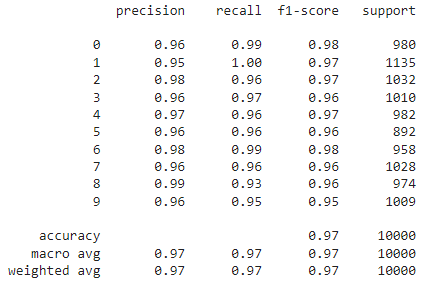 precision recall f1-score support
0 0.96 0.99 0.98 980
1 0.95 1.00 0.97 1135
2 0.98 0.96 0.97 1032
3 0.96 0.97 0.96 1010
4 0.97 0.96 0.97 982
5 0.96 0.96 0.96 892
6 0.98 0.99 0.98 958
7 0.96 0.96 0.96 1028
8 0.99 0.93 0.96 974
9 0.96 0.95 0.95 1009
accuracy 0.97 10000
macro avg 0.97 0.97 0.97 10000
weighted avg 0.97 0.97 0.97 10000